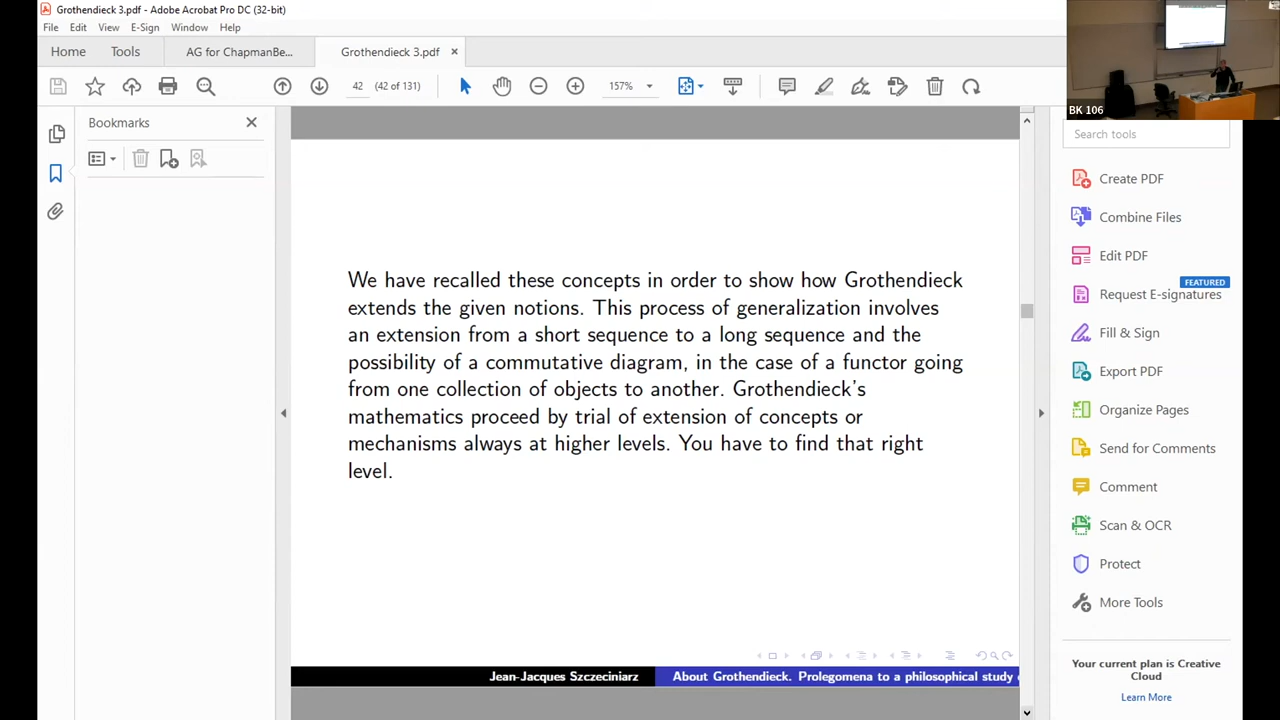 Grothendieck 3.pdf - Adobe Acrobat Pro DC (32-bit)
File Edit View E-Sign Window Help
Home Tools AG for ChapmanBe... Grothendieck 3.pdf
42 (42 of 131) 157%
BK 106
Bookmarks
Search tools
Create PDF
Combine Files
Edit PDF
FEATURED
Request E-signatures
Fill & Sign
Export PDF
Organize Pages
Send for Comments
Comment
Scan & OCR
Protect
More Tools
Your current plan is Creative
Cloud
Learn More
We have recalled these concepts in order to show how Grothendieck
extends the given notions. This process of generalization involves
an extension from a short sequence to a long sequence and the
possibility of a commutative diagram, in the case of a functor going
from one collection of objects to another. Grothendieck's
mathematics proceed by trial of extension of concepts or
mechanisms always at higher levels. You have to find that right
level.
Jean-Jacques Szczeciniarz About Grothendieck. Prolegomena to a philosophical study